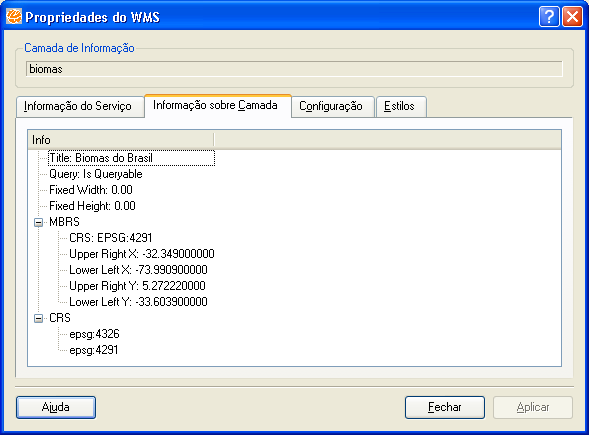 Propriedades do WMS
Camada de Informação
biomas
Informação do Serviço Informação sobre Camada Configuração Estilos
Info
Title: Biomas do Brasil
Query: Is Queryable
Fixed Width: 0.00
Fixed Height: 0.00
MBRS
CRS: EPSG:4291
Upper Right X: -32.349000000
Lower Left X: -73.990900000
Upper Right Y: 5.272220000
Lower Left Y: -33.603900000
CRS
epsg:4326
epsg:4291
Ajuda Fechar Aplicar